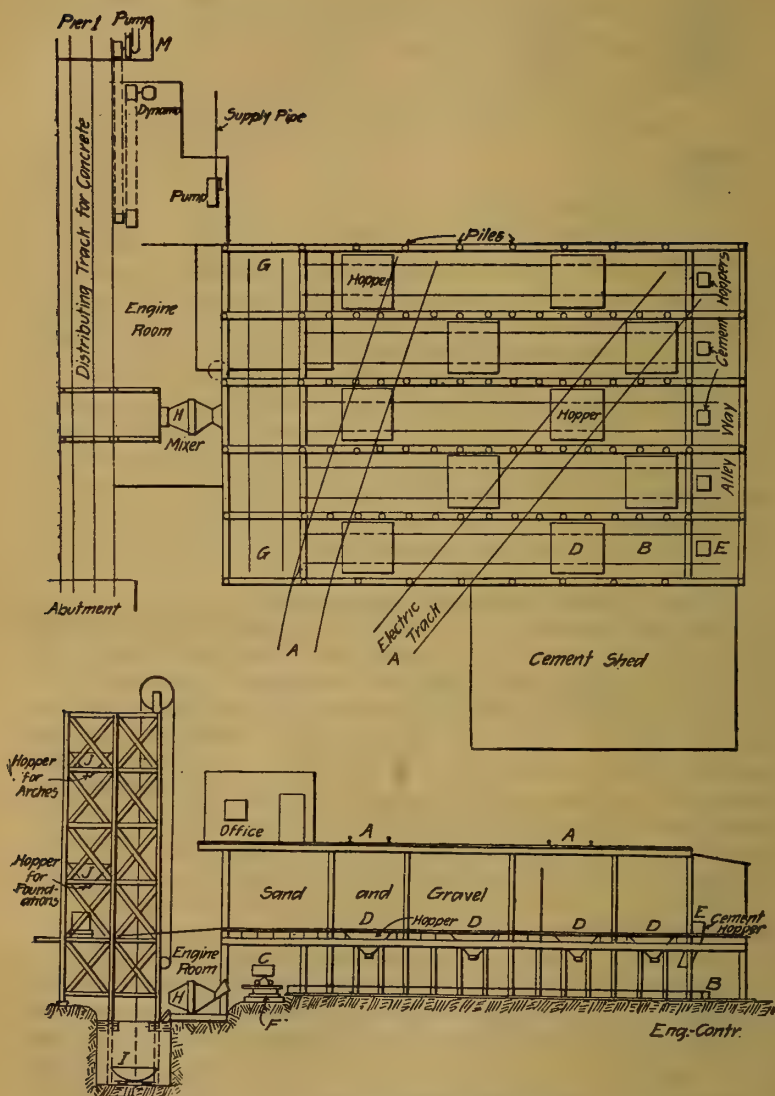 Pier 1
Pump
M
Dynamo
Supply Pipe
Pump
Distributing Track for Concrete
Piles
G
Hopper
Hoppers
Engine
Room
Cement
H
Mixer
Hopper
Way
Alley
G
D
B
E
Abutment
A
Electric
Track
A
Cement Shed
Hopper
for
Arches
J
Office
A
A
Hopper
for
Found-
ations
J
Sand and Gravel
D
Hopper
D
D
D
E
Cement
Hopper
Engine
Room
C
H
F
B
I
Eng.-Contr.